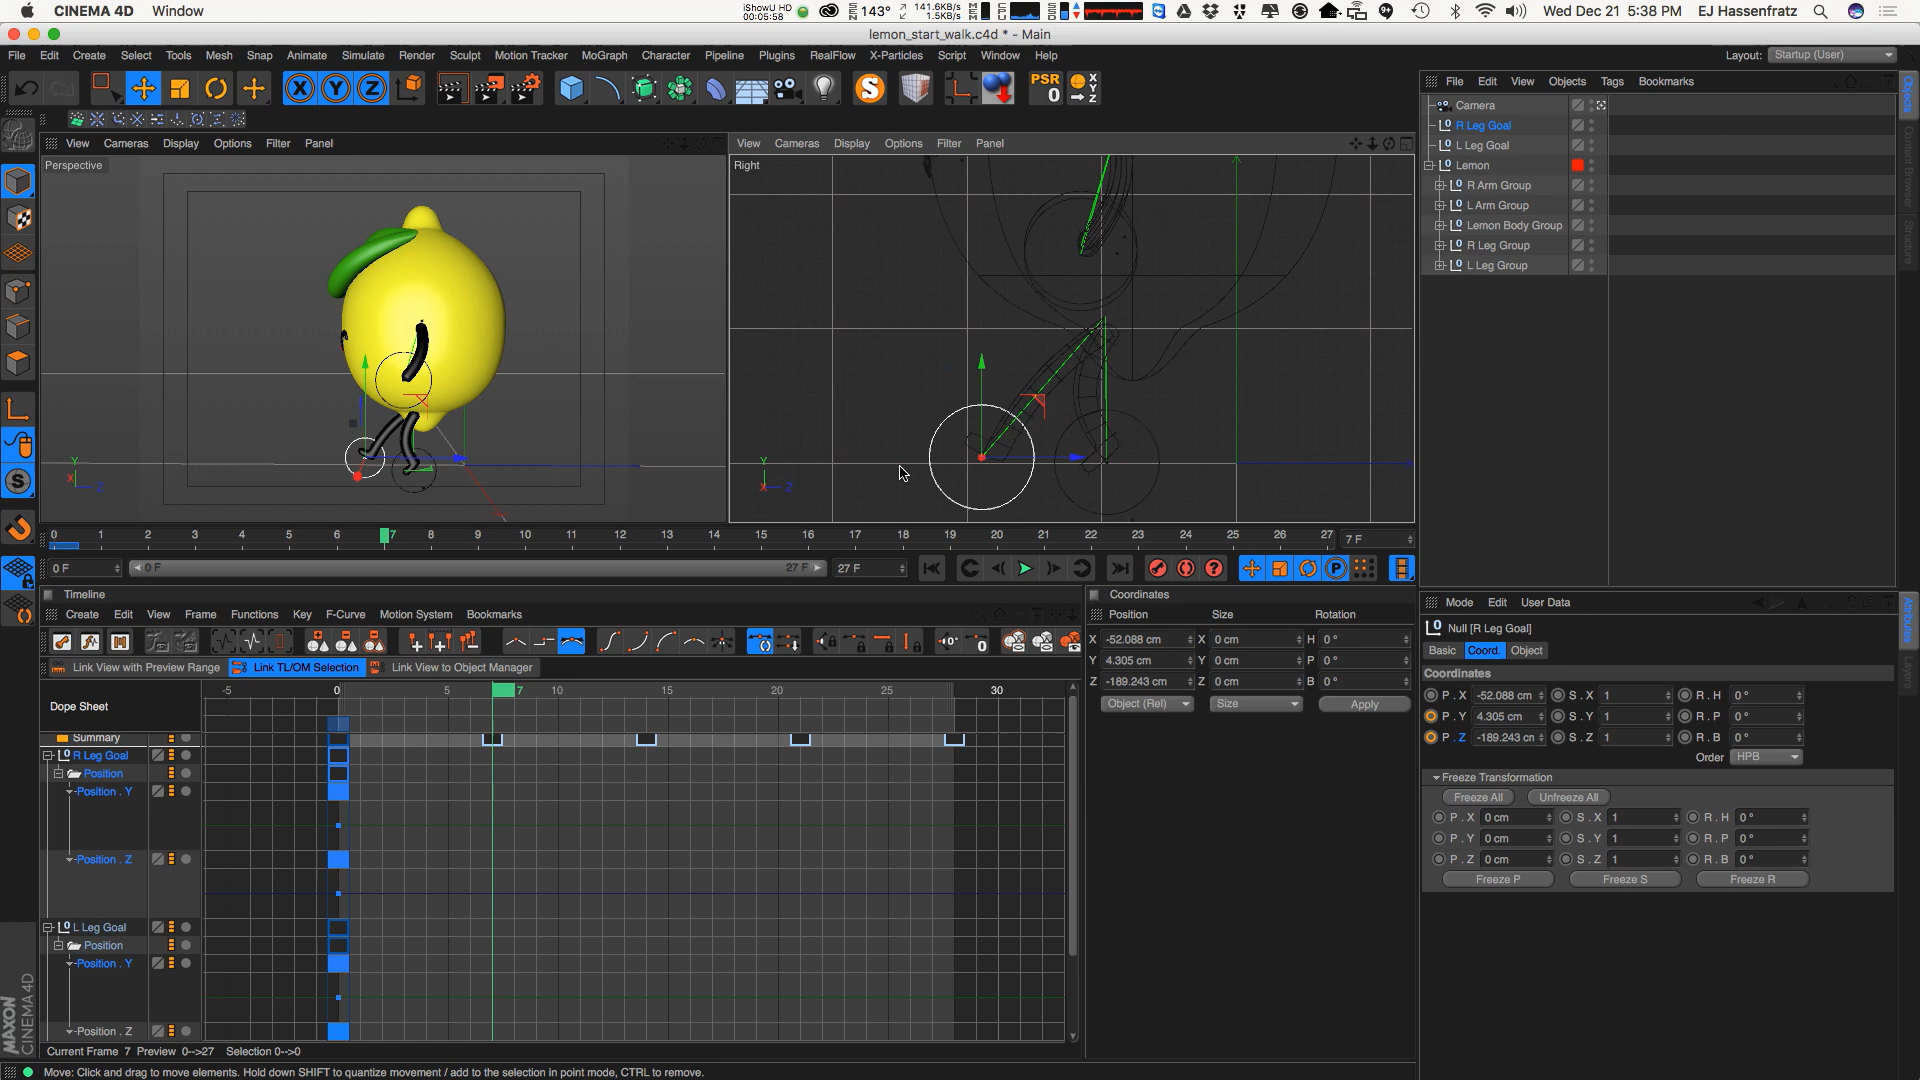 CINEMA 4D Window
iShowU HD 00:05:58 143° 141.6KB/s 1.5KB/s Wed Dec 21 5:38 PM EJ Hassenfratz
lemon_start_walk.c4d * - Main
File Edit Create Select Tools Mesh Snap Animate Simulate Render Sculpt Motion Tracker MoGraph Character Pipeline Plugins RealFlow X-Particles Script Window Help Layout: Startup (User)
X Y Z S PSR 0 X Y Z
File Edit View Objects Tags Bookmarks
Camera
R Leg Goal
L Leg Goal
Lemon
R Arm Group
L Arm Group
Lemon Body Group
R Leg Group
L Leg Group
Objects
Content Browser
Structure
View Cameras Display Options Filter Panel
Perspective
Y
X Z
View Cameras Display Options Filter Panel
Right
Y
X Z
0 1 2 3 4 5 6 7 8 9 10 11 12 13 14 15 16 17 18 19 20 21 22 23 24 25 26 27 7 F
0 F 0 F 27 F 27 F
Timeline
Create Edit View Frame Functions Key F-Curve Motion System Bookmarks
Link View with Preview Range Link TL/OM Selection Link View to Object Manager
-5 0 5 7 10 15 20 25 30
Dope Sheet
Summary
R Leg Goal
Position
Position . Y
Position . Z
L Leg Goal
Position
Position . Y
Position . Z
Current Frame 7 Preview 0-->27 Selection 0-->0
Move: Click and drag to move elements. Hold down SHIFT to quantize movement / add to the selection in point mode, CTRL to remove.
MAXON
CINEMA 4D
Coordinates
Position Size Rotation
X -52.088 cm X 0 cm H 0 °
Y 4.305 cm Y 0 cm P 0 °
Z -189.243 cm Z 0 cm B 0 °
Object (Rel) Size Apply
Mode Edit User Data
Null [R Leg Goal]
Basic Coord. Object
Coordinates
P . X -52.088 cm S . X 1 R . H 0 °
P . Y 4.305 cm S . Y 1 R . P 0 °
P . Z -189.243 cn S . Z 1 R . B 0 °
Order HPB
Freeze Transformation
Freeze All Unfreeze All
P . X 0 cm S . X 1 R . H 0 °
P . Y 0 cm S . Y 1 R . P 0 °
P . Z 0 cm S . Z 1 R . B 0 °
Freeze P Freeze S Freeze R
Attributes
Layers